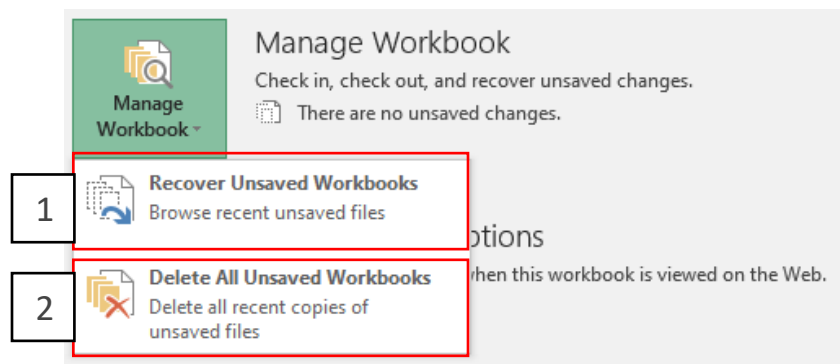 Manage Workbook
Check in, check out, and recover unsaved changes.
There are no unsaved changes.
Manage
Workbook
1
Recover Unsaved Workbooks
Browse recent unsaved files
2
Delete All Unsaved Workbooks
Delete all recent copies of
unsaved files
when this workbook is viewed on the Web.